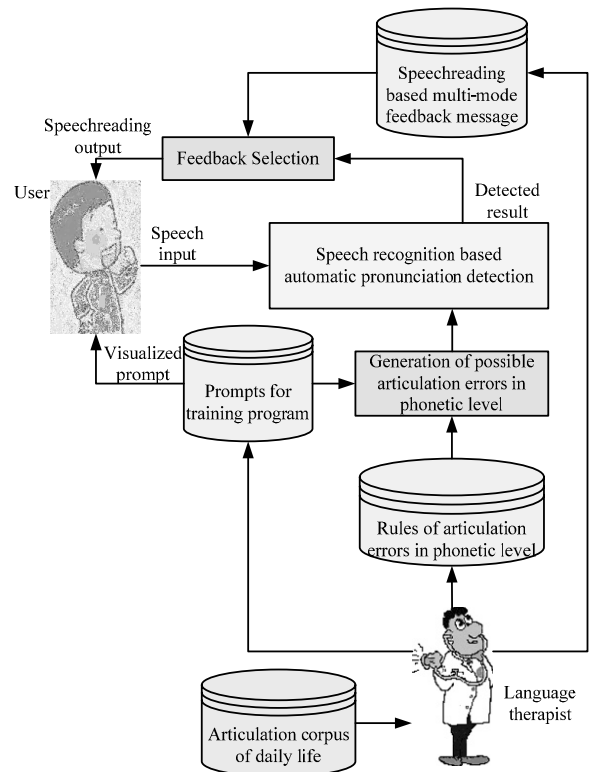 Speechreading
based multi-mode
feedback message
Speechreading
output
Feedback Selection
User
Detected
result
Speech
input
Speech recognition based
automatic pronunciation detection
Visualized
prompt
Prompts for
training program
Generation of possible
articulation errors in
phonetic level
Rules of articulation
errors in phonetic level
Language
therapist
Articulation corpus
of daily life